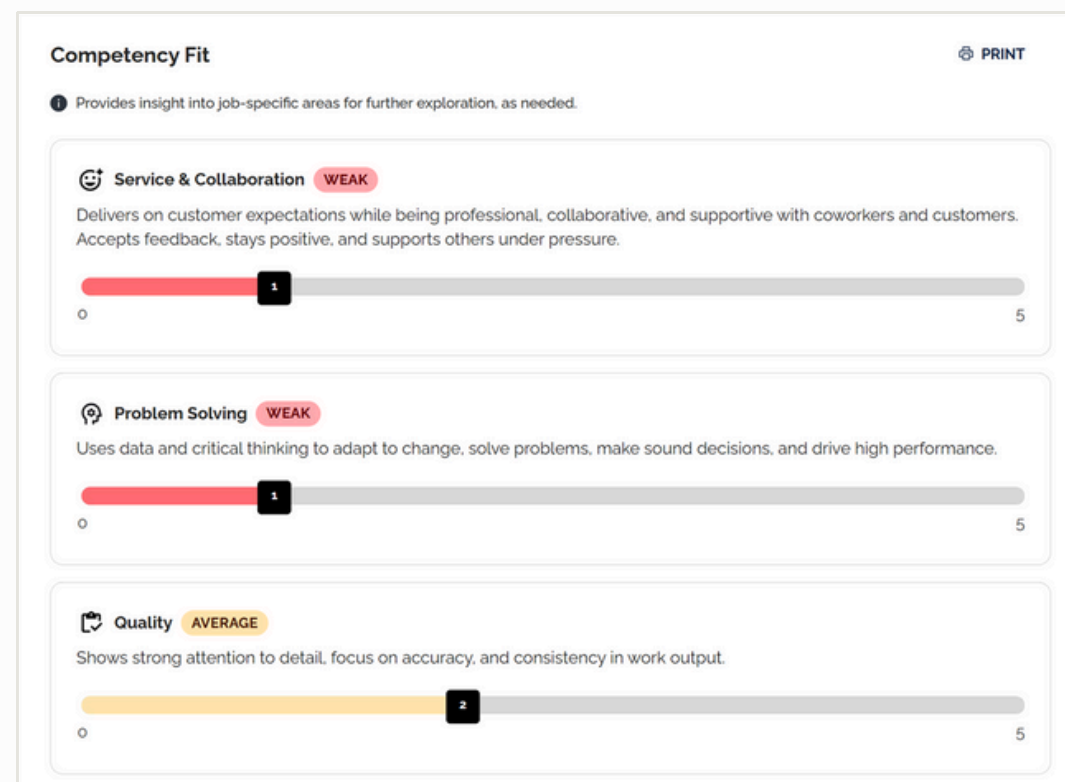 Competency Fit
PRINT
Provides insight into job-specific areas for further exploration, as needed.
Service & Collaboration WEAK
Delivers on customer expectations while being professional, collaborative, and supportive with coworkers and customers.
Accepts feedback, stays positive, and supports others under pressure.
1
0 5
Problem Solving WEAK
Uses data and critical thinking to adapt to change, solve problems, make sound decisions, and drive high performance.
1
0 5
Quality AVERAGE
Shows strong attention to detail, focus on accuracy, and consistency in work output.
2
0 5